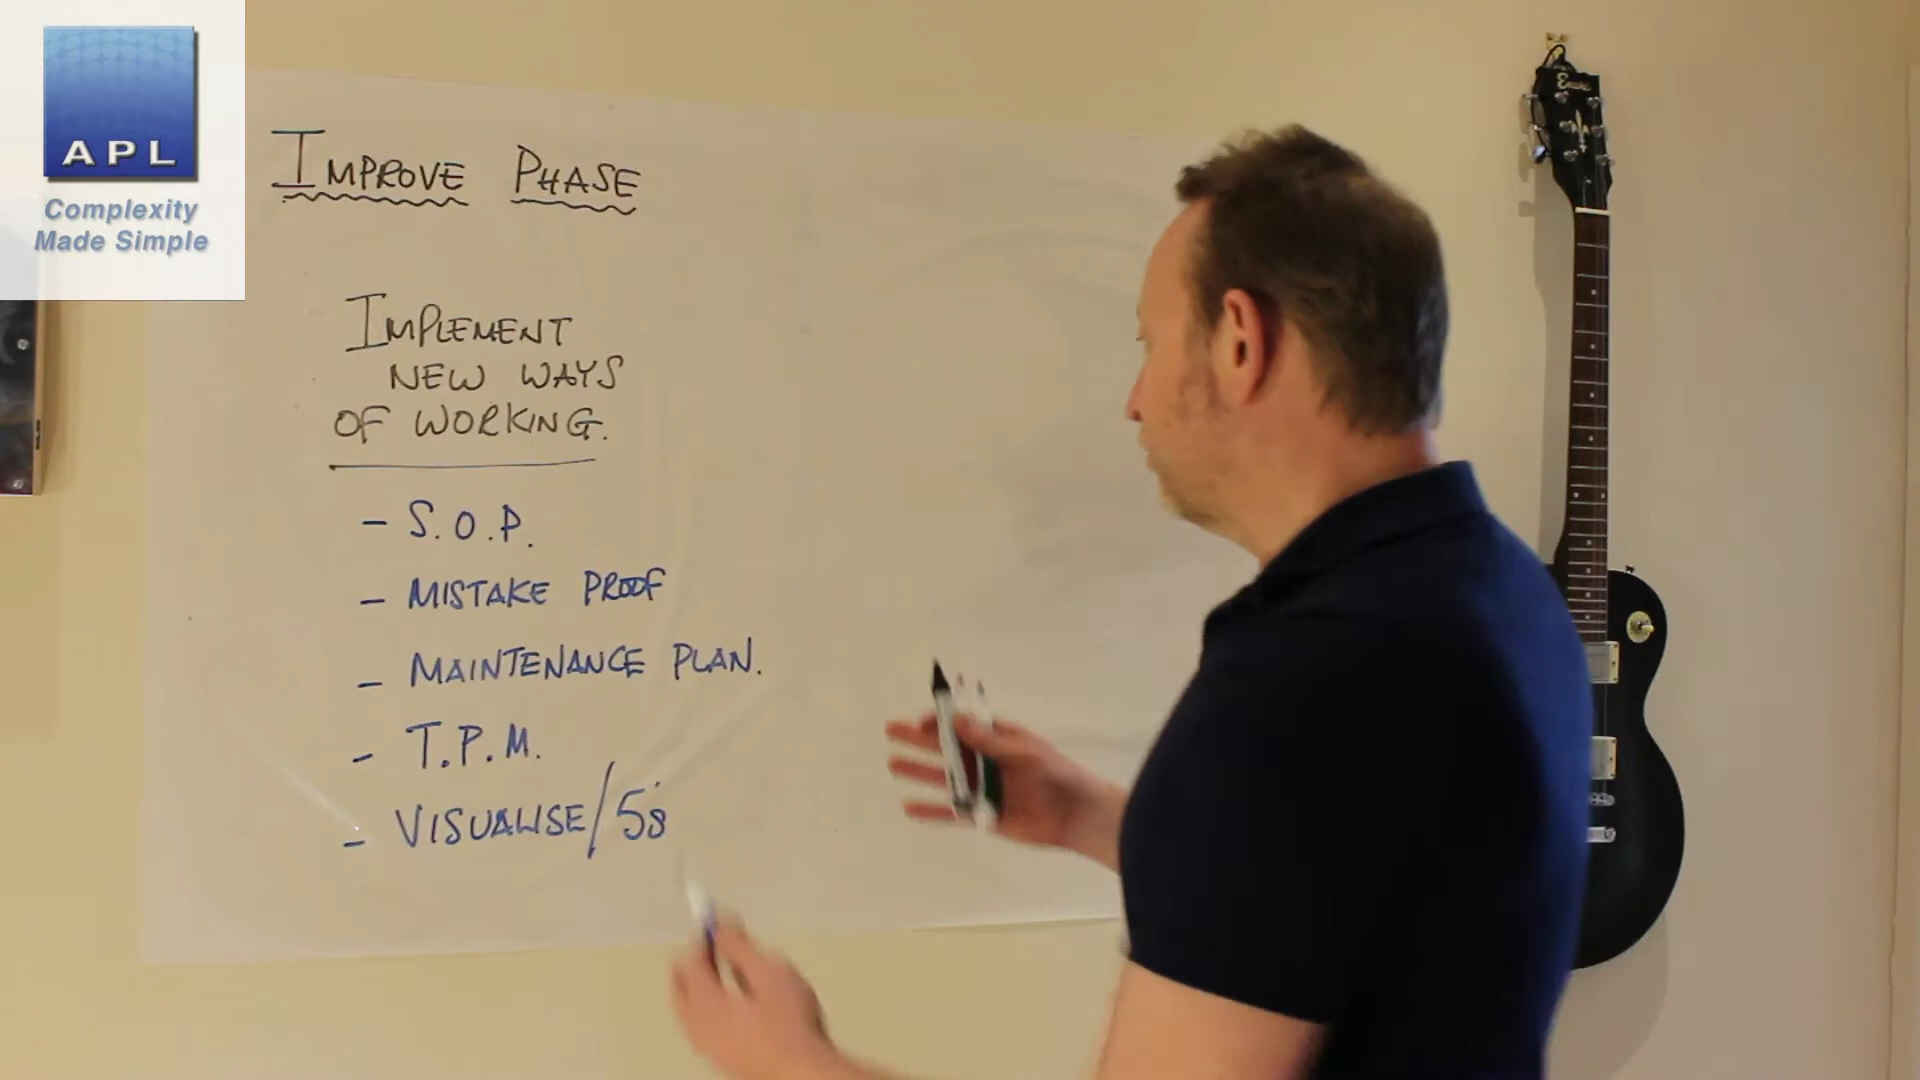 APL
Complexity
Made Simple
IMPROVE PHASE
IMPLEMENT
NEW WAYS
OF WORKING.
- S.O.P.
- MISTAKE PROOF
- MAINTENANCE PLAN.
- T.P.M.
- VISUALISE/5s